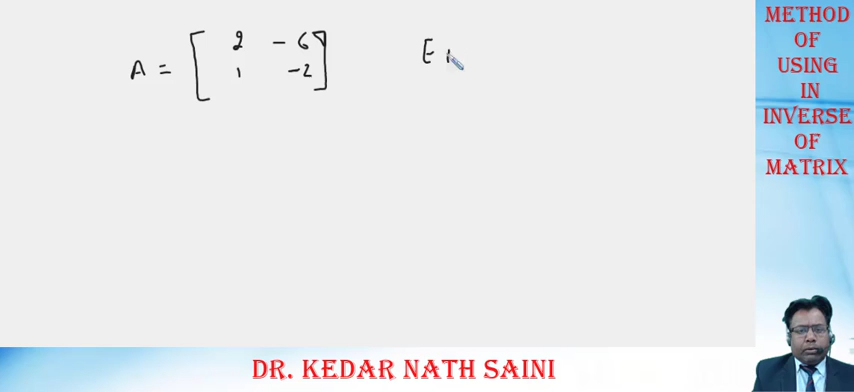 A = [ 2 - 6
1 -2 ]
E
METHOD
OF
USING
IN
INVERSE
OF
MATRIX
DR. KEDAR NATH SAINI